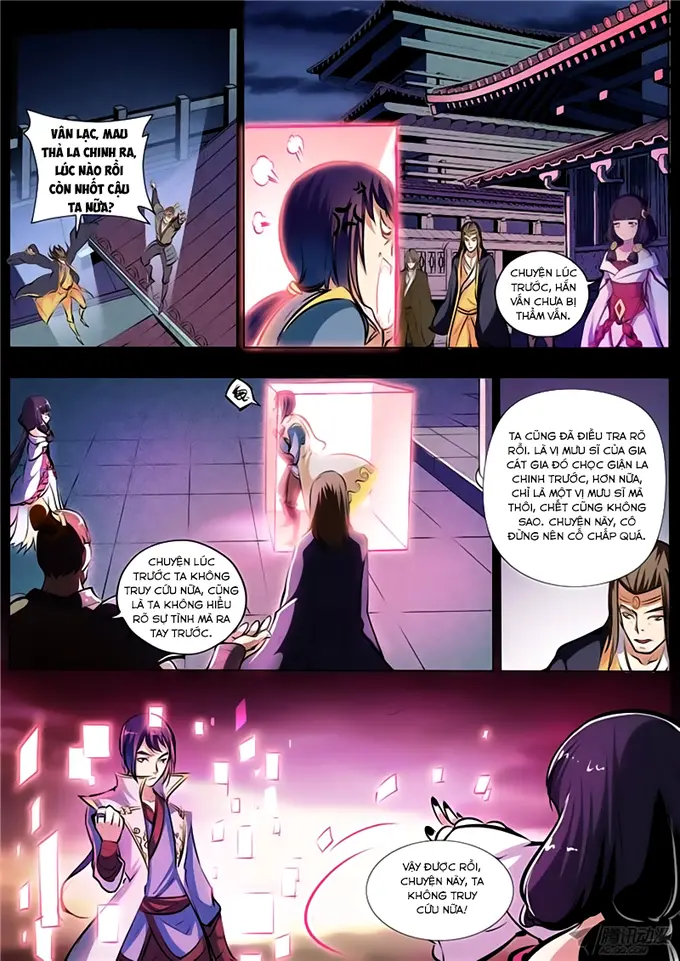 VÂN LẠC, MAU
THẢ LA CHINH RA,
LÚC NÀO RỒI
CÒN NHỐT CẬU
TA NỮA?
CHUYỆN LÚC
TRƯỚC, HẮN
VẪN CHƯA BỊ
THẨM VẤN.
TA CŨNG ĐÃ ĐIỀU TRA RÕ
RỒI. LÀ VỊ MƯU SĨ CỦA GIA
CÁT GIA ĐÓ CHỌC GIẬN LA
CHINH TRƯỚC, HƠN NỮA,
CHỈ LÀ MỘT VỊ MƯU SĨ MÀ
THÔI, CHẾT CŨNG KHÔNG
SAO. CHUYỆN NÀY, CÔ
ĐỪNG NÊN CỐ CHẤP QUÁ.
CHUYỆN LÚC
TRƯỚC TA KHÔNG
TRUY CỨU NỮA, CŨNG
LÀ TA KHÔNG HIỂU
RÕ SỰ TÌNH MÀ RA
TAY TRƯỚC.
VẬY ĐƯỢC RỒI,
CHUYỆN NÀY, TA
KHÔNG TRUY
CỨU NỮA!
腾讯动漫